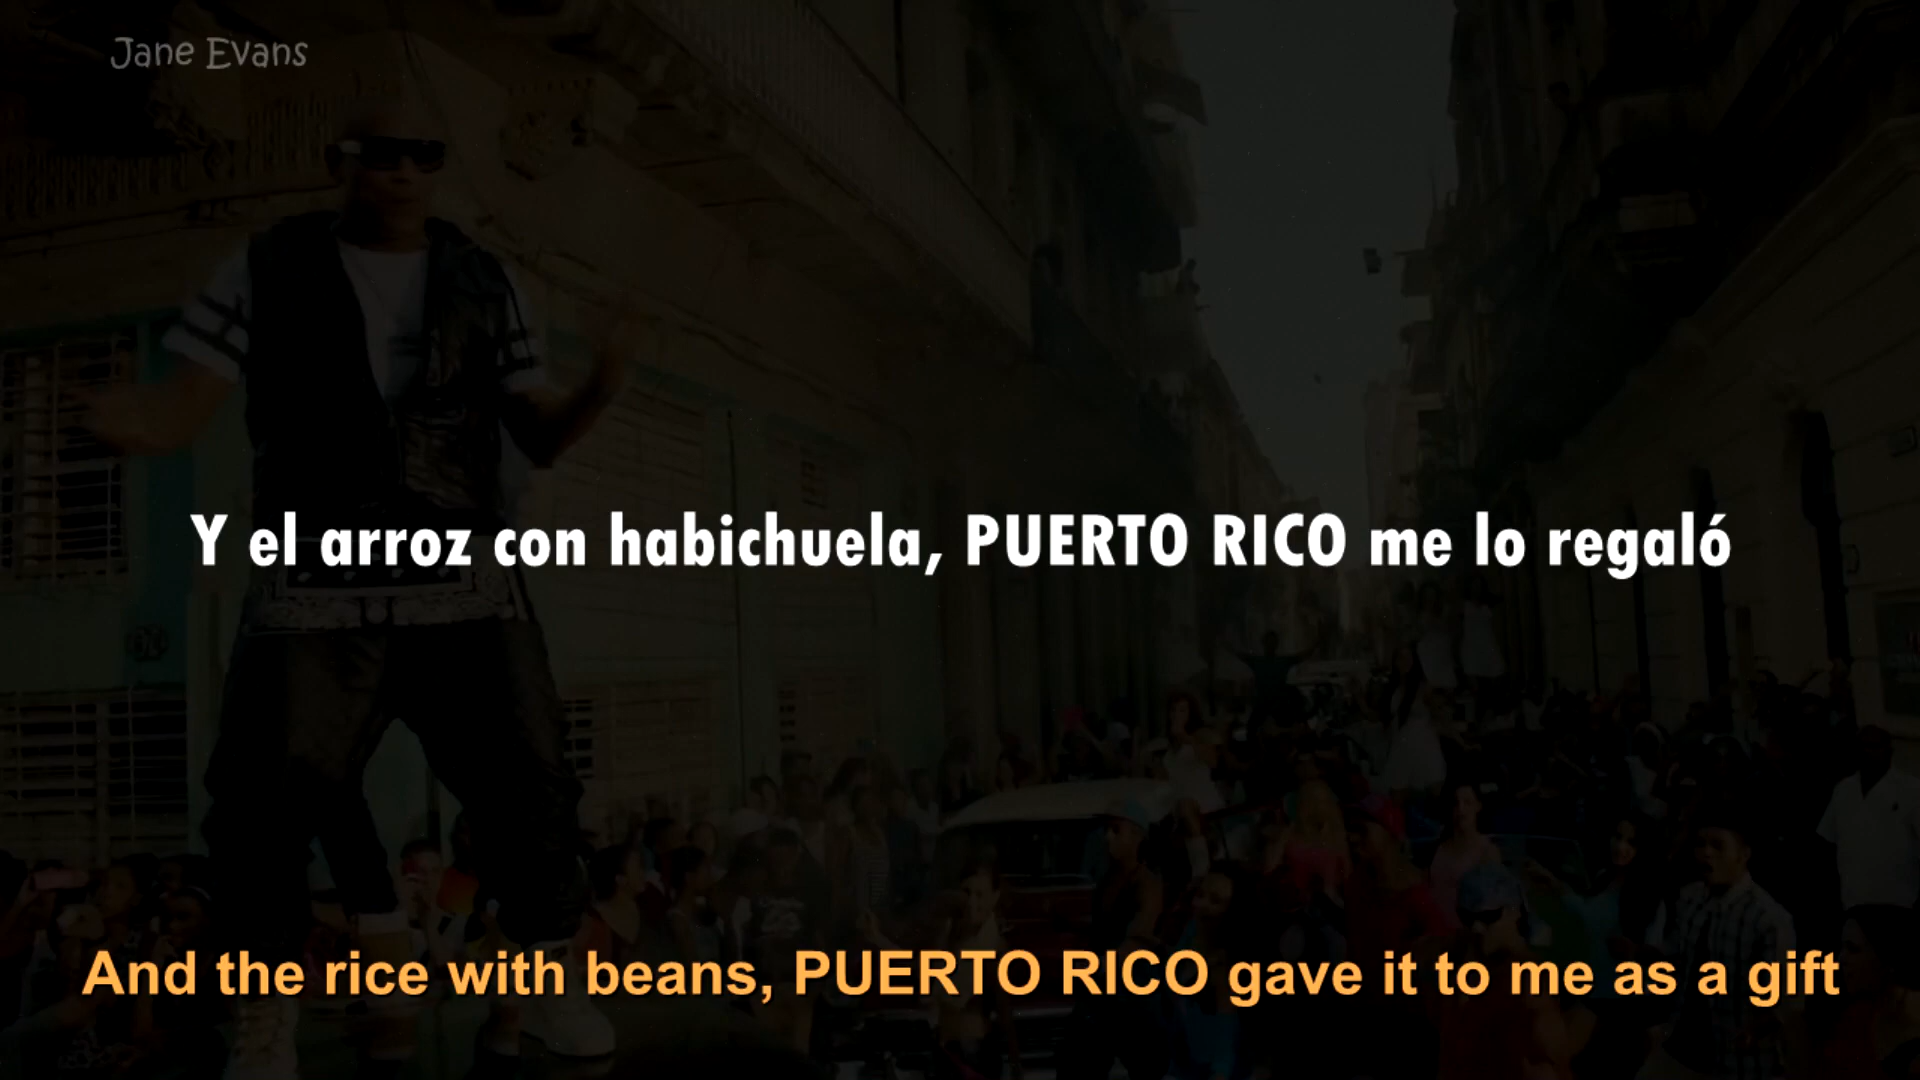 Jane Evans
Y el arroz con habichuela, PUERTO RICO me lo regaló
And the rice with beans, PUERTO RICO gave it to me as a gift